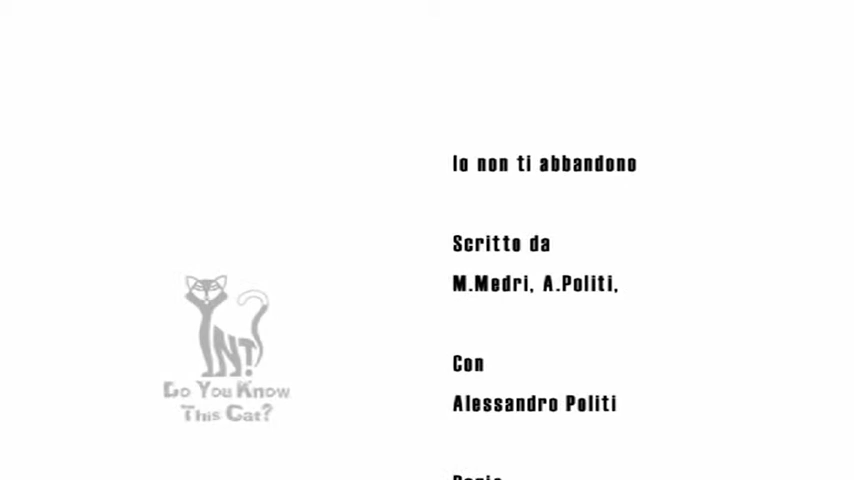 Io non ti abbandono
Scritto da
M.Medri, A.Politi,
Con
Alessandro Politi
Do You Know
This Cat?